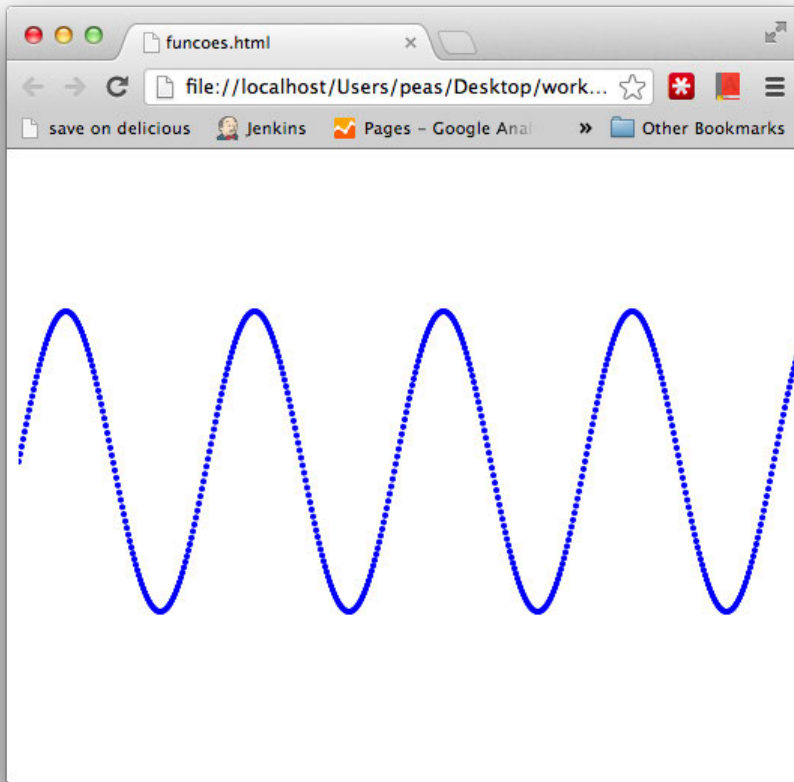 funcoes.html
file://localhost/Users/peas/Desktop/work...
save on delicious Jenkins Pages – Google Anal » Other Bookmarks